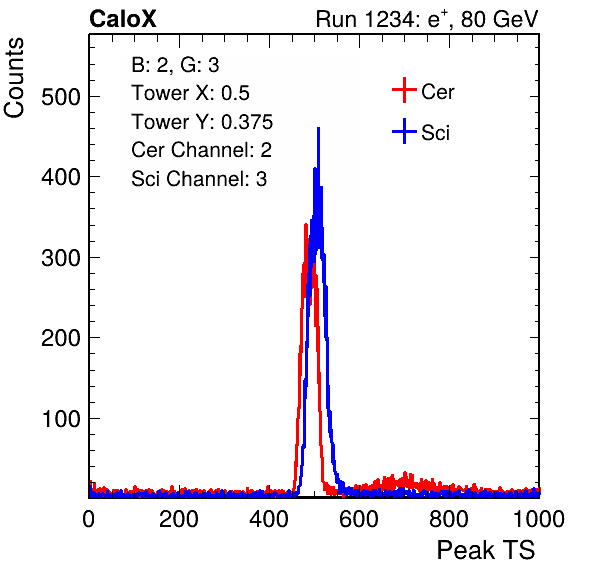 CaloX Run 1234: e⁺, 80 GeV
Counts
B: 2, G: 3
Tower X: 0.5
Tower Y: 0.375
Cer Channel: 2
Sci Channel: 3
Cer
Sci
500
400
300
200
100
0 200 400 600 800 1000
Peak TS